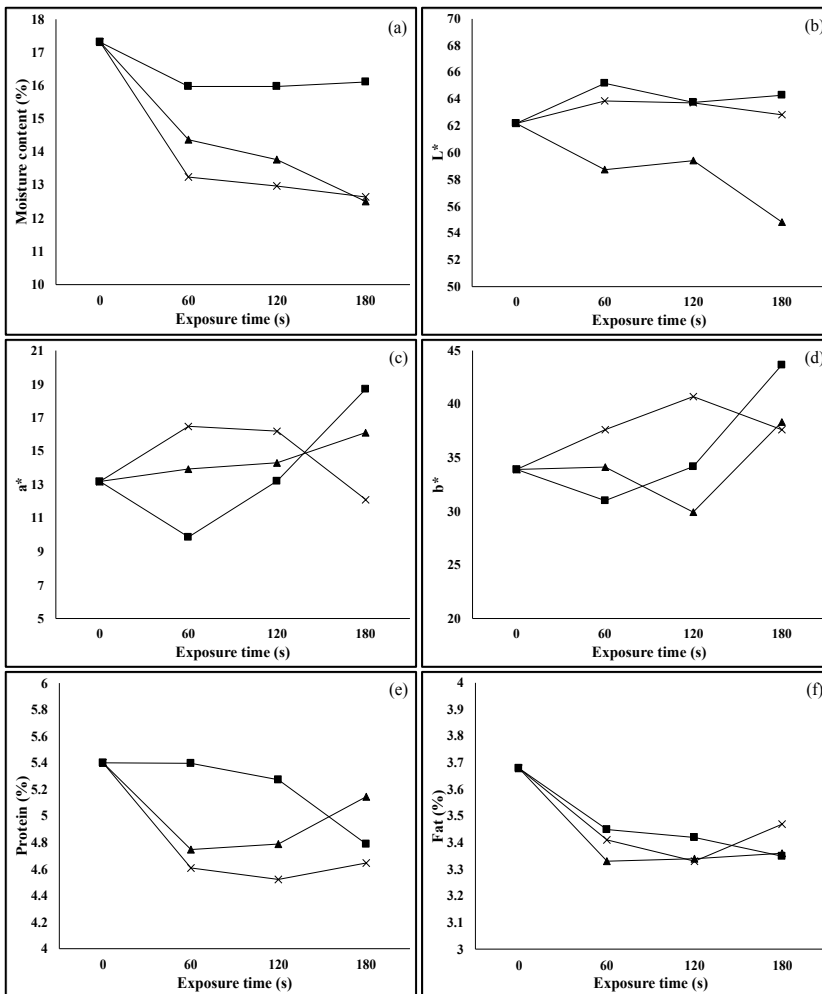 (a)
Moisture content (%)
18
17
16
15
14
13
12
11
10
0 60 120 180
Exposure time (s)
(b)
L*
70
68
66
64
62
60
58
56
54
52
50
0 60 120 180
Exposure time (s)
(c)
a*
21
19
17
15
13
11
9
7
5
0 60 120 180
Exposure time (s)
(d)
b*
45
40
35
30
25
20
0 60 120 180
Exposure time (s)
(e)
Protein (%)
6
5.8
5.6
5.4
5.2
5
4.8
4.6
4.4
4.2
4
0 60 120 180
Exposure time (s)
(f)
Fat (%)
4
3.9
3.8
3.7
3.6
3.5
3.4
3.3
3.2
3.1
3
0 60 120 180
Exposure time (s)